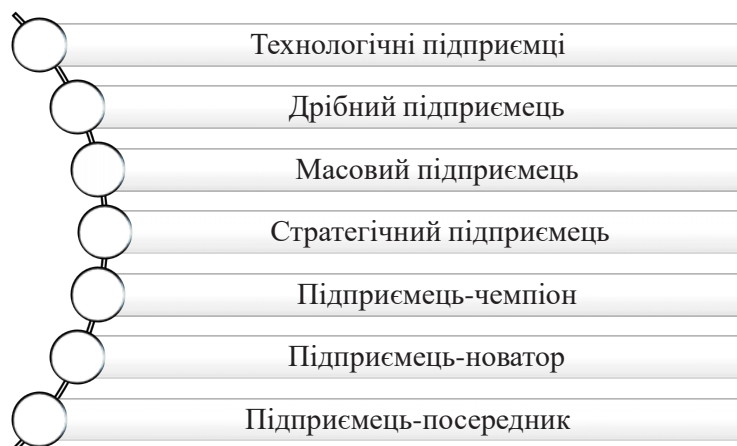 Технологічні підприємці
Дрібний підприємець
Масовий підприємець
Стратегічний підприємець
Підприємець-чемпіон
Підприємець-новатор
Підприємець-посередник